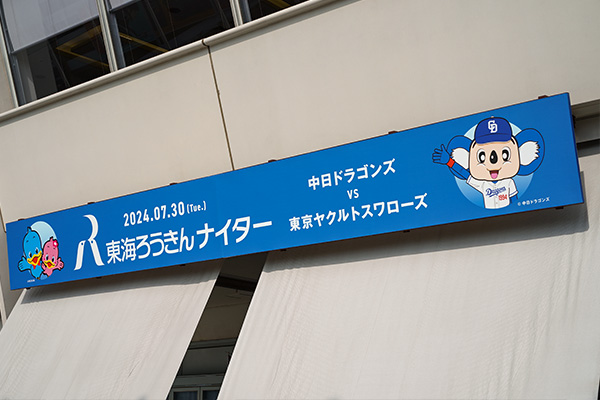 2024.07.30(Tue.)
東海ろうきんナイター
中日ドラゴンズ
VS
東京ヤクルトスワローズ
CD
Dragons
1994
© 中日ドラゴンズ